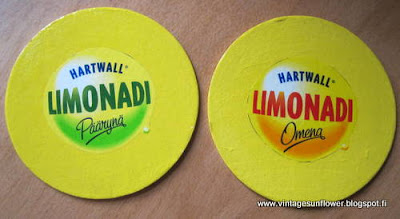 HARTWALL®
LIMONADI
Päärynä
HARTWALL®
LIMONADI
Omena
www.vintagesunflower.blogspot.fi